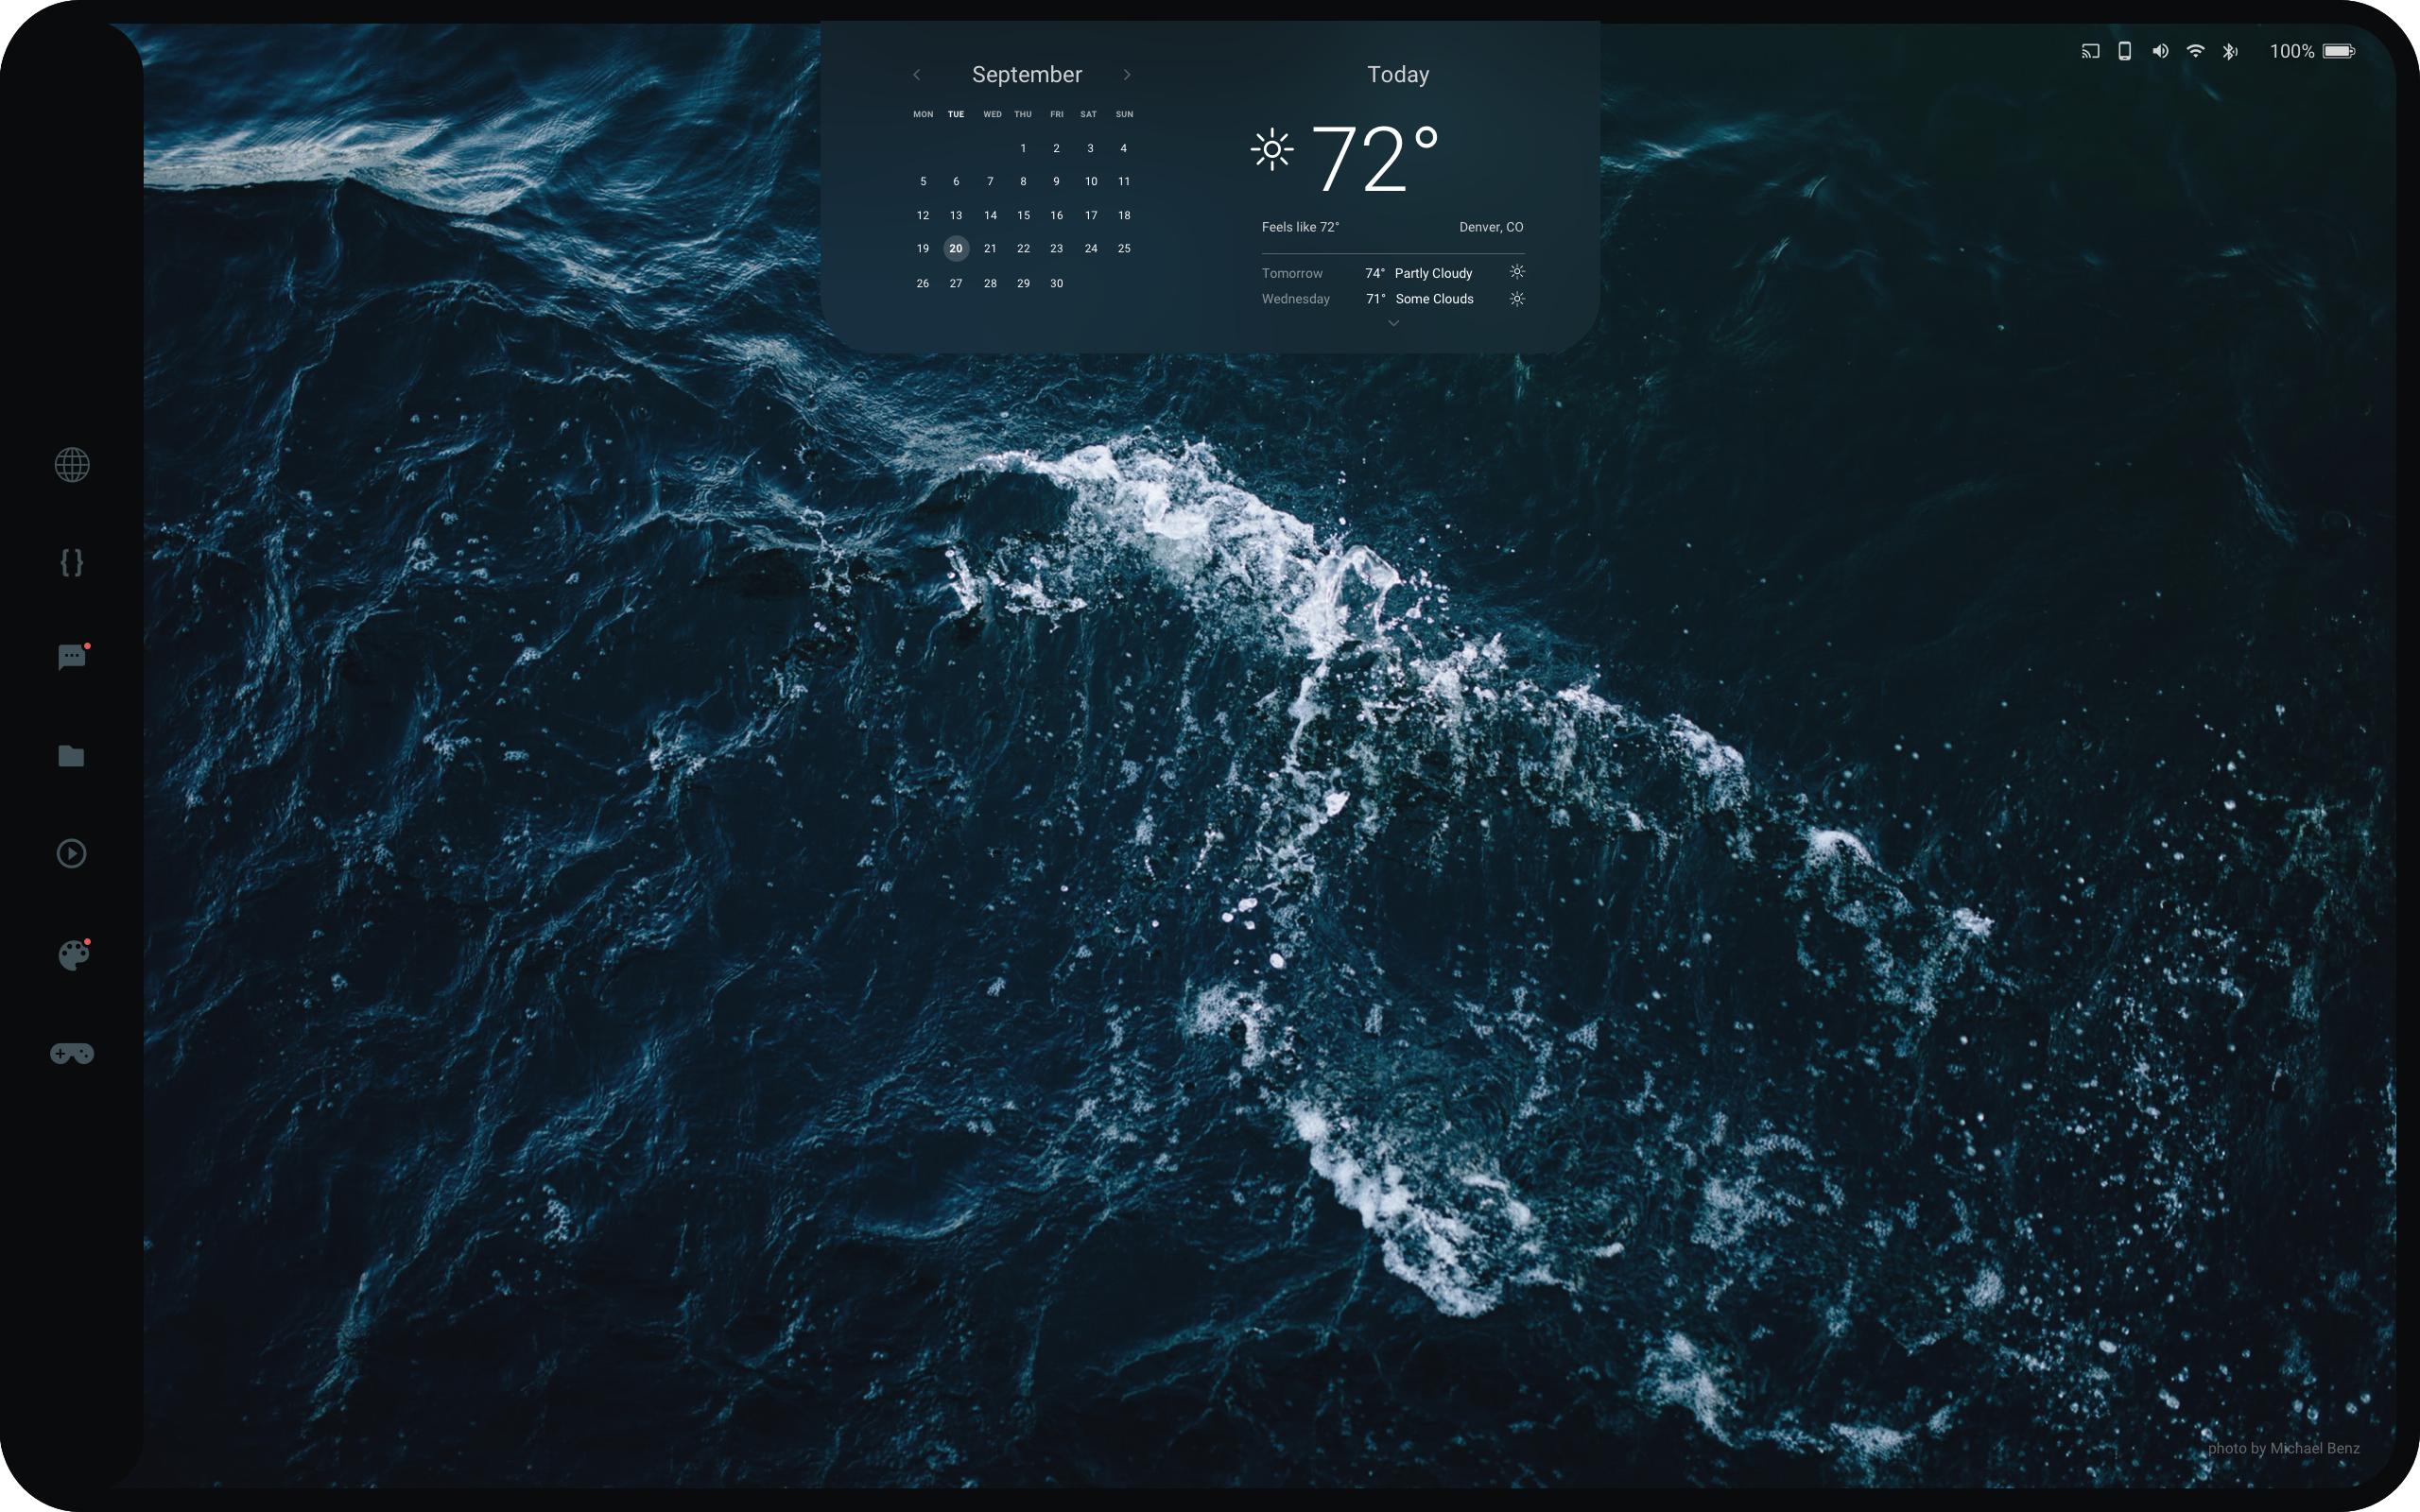 September
MON TUE WED THU FRI SAT SUN
1 2 3 4
5 6 7 8 9 10 11
12 13 14 15 16 17 18
19 20 21 22 23 24 25
26 27 28 29 30
Today
72°
Feels like 72° Denver, CO
Tomorrow 74° Partly Cloudy
Wednesday 71° Some Clouds
100%
photo by Michael Benz